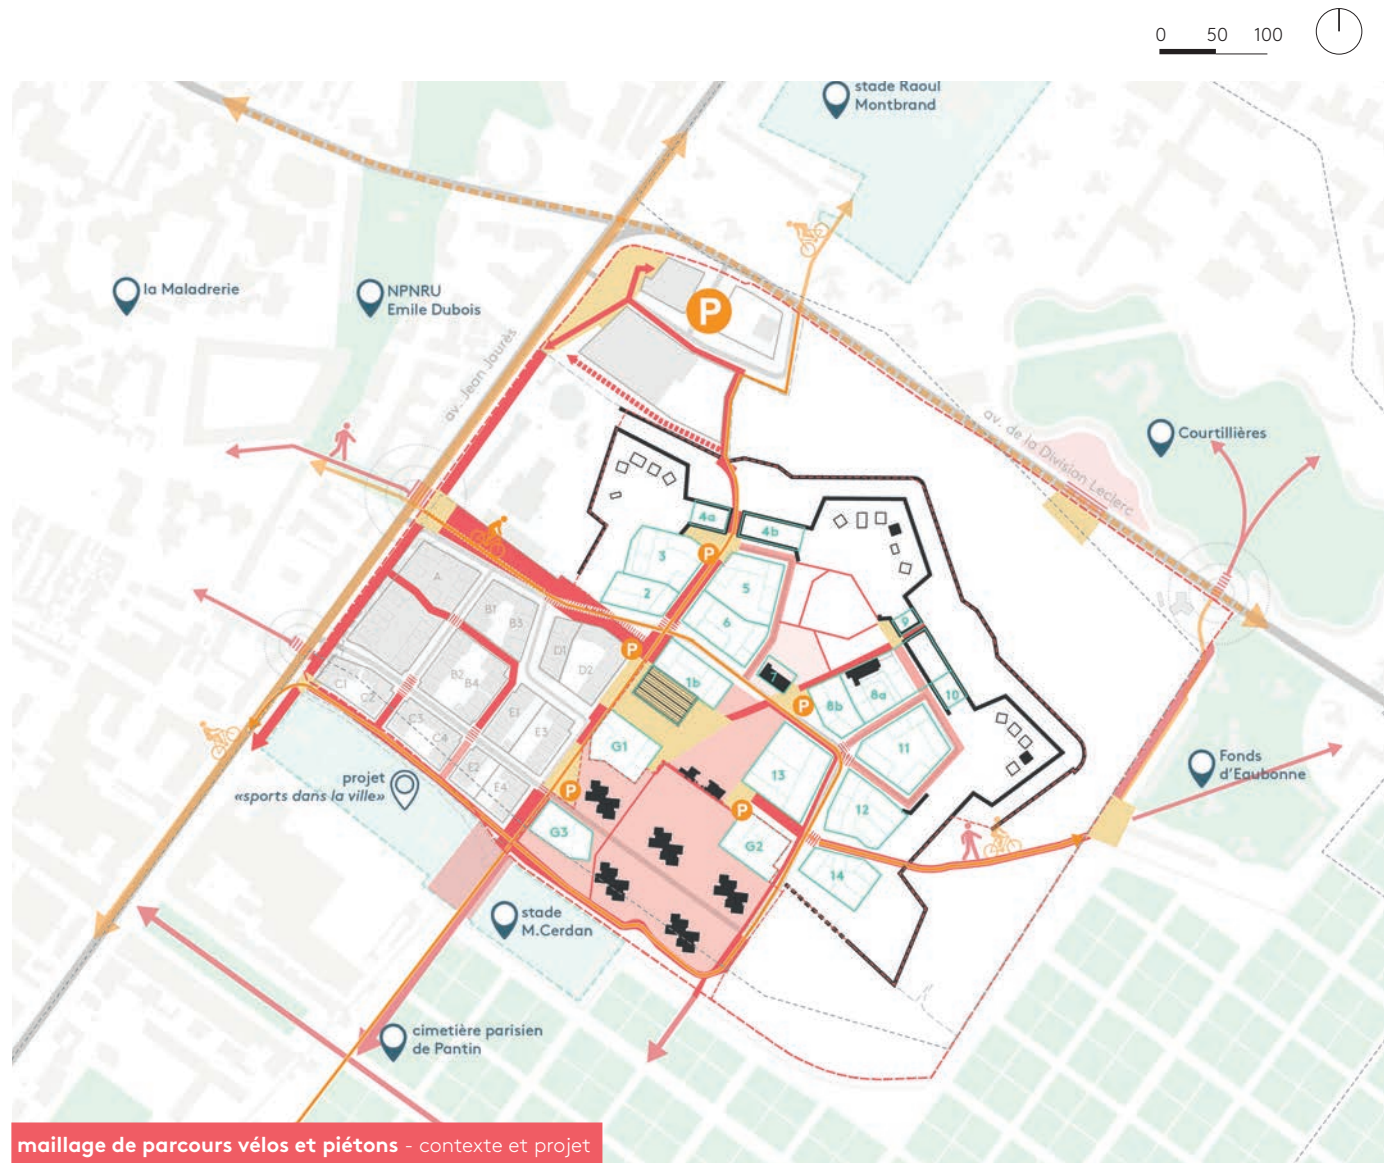 0 50 100
stade Raoul
Montbrand
la Maladrerie
NPNRU
Emile Dubois
P
av. Jean Jaurès
av. de la Division Leclerc
Courtillières
4a
4b
P
3
5
2
6
A
B1
B3
D1
D2
P
9
7
1b
8a
8b
10
P
B2
B4
C1
C2
E1
E3
C3
C4
G1
11
13
E2
E4
P
P
12
G3
G2
14
projet
«sports dans la ville»
Fonds
d'Eaubonne
stade
M.Cerdan
cimetière parisien
de Pantin
maillage de parcours vélos et piétons - contexte et projet